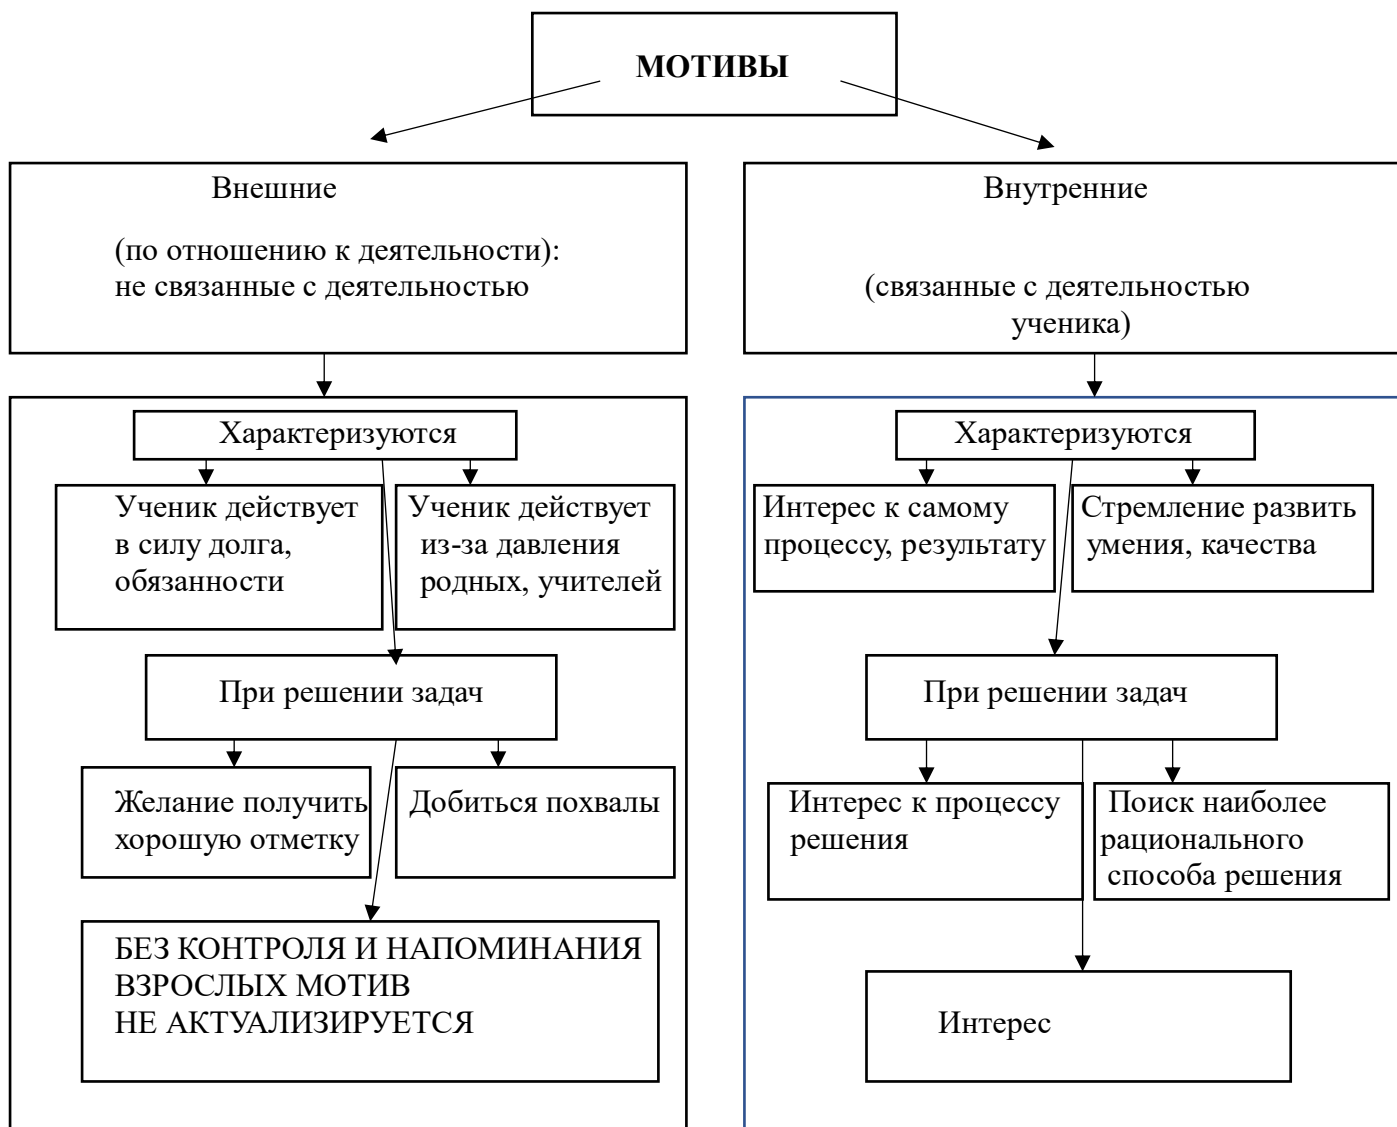 МОТИВЫ
Внешние
(по отношению к деятельности):
не связанные с деятельностью
Внутренние
(связанные с деятельностью
ученика)
Характеризуются
Ученик действует
в силу долга,
обязанности
Ученик действует
из-за давления
родных, учителей
При решении задач
Желание получить
хорошую отметку
Добиться похвалы
БЕЗ КОНТРОЛЯ И НАПОМИНАНИЯ
ВЗРОСЛЫХ МОТИВ
НЕ АКТУАЛИЗИРУЕТСЯ
Характеризуются
Интерес к самому
процессу, результату
Стремление развить
умения, качества
При решении задач
Интерес к процессу
решения
Поиск наиболее
рационального
способа решения
Интерес